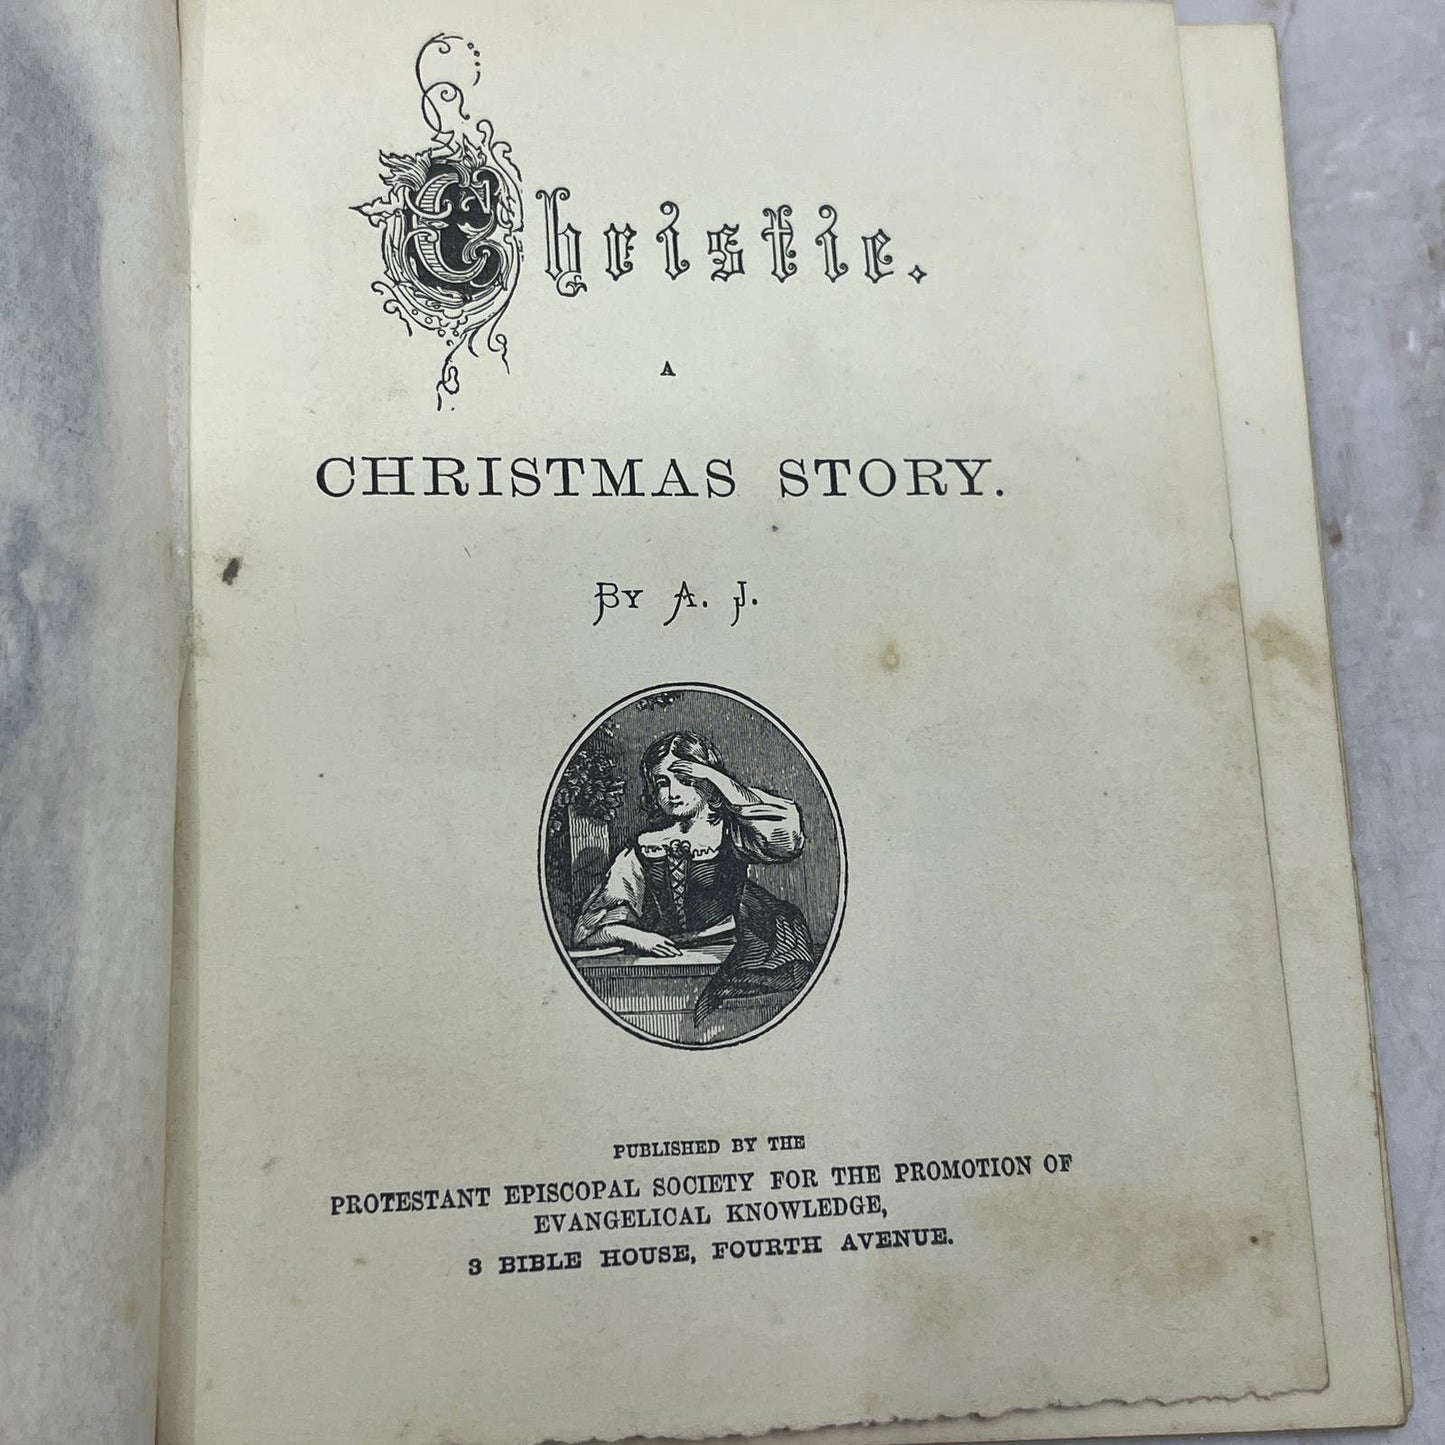 Christie.
A
CHRISTMAS STORY.
BY A. J.
PUBLISHED BY THE
PROTESTANT EPISCOPAL SOCIETY FOR THE PROMOTION OF
EVANGELICAL KNOWLEDGE,
3 BIBLE HOUSE, FOURTH AVENUE.